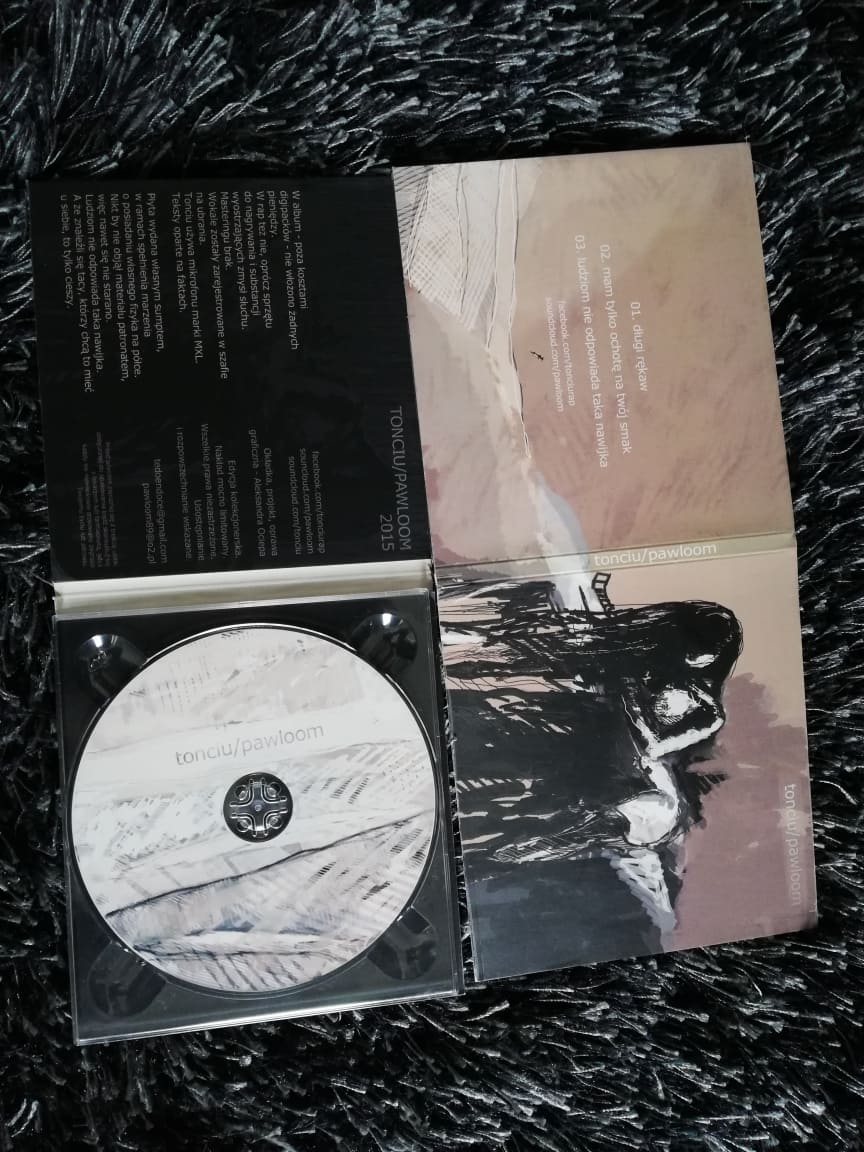 tonciu/pawloom
tonciu/pawloom
01. długi rękaw
02. mam tylko ochotę na twój smak
03. ludziom nie odpowiada taka nawijka
facebook.com/tonciurap
soundcloud.com/pawloom
TONCIU/PAWLOOM
2015
W album - poza kosztami
digipacków - nie włozono żadnych
pieniędzy.
W rap tez nie, oprócz sprzętu
do nagrywania i substancji
wyostrzających zmysł słuchu.
Masteringu brak.
Wokale zostały zarejestrowane w szafie
na ubrania.
Tonciu używa mikrofonu marki MXL.
Teksty oparte na faktach.
Płyta wydana własnym sumptem,
w ramach spełnienia marzenia
o posiadaniu własnego fizyka na półce.
Nikt by nie objął materiału patronatem,
więc nawet się nie starano.
Ludziom nie odpowiada taka nawijka.
A ze znaleźli się tacy, którzy chcą to mieć
u siebie, to tylko cieszy.
facebook.com/tonciurap
souncloud.com/pawloom
soundcloud.com/tonciu
Okładka, projekt, oprawa
graficzna - Aleksandra Ociepa
Edycja kolekcjonerska.
Nakład mocno limitowany.
Wszelkie prawa niezastrzeżone.
Udostępnianie
i rozpowszechnianie wskazane.
tedoendoce@gmail.com
pawloom89@o2.pl
tonciu/pawloom